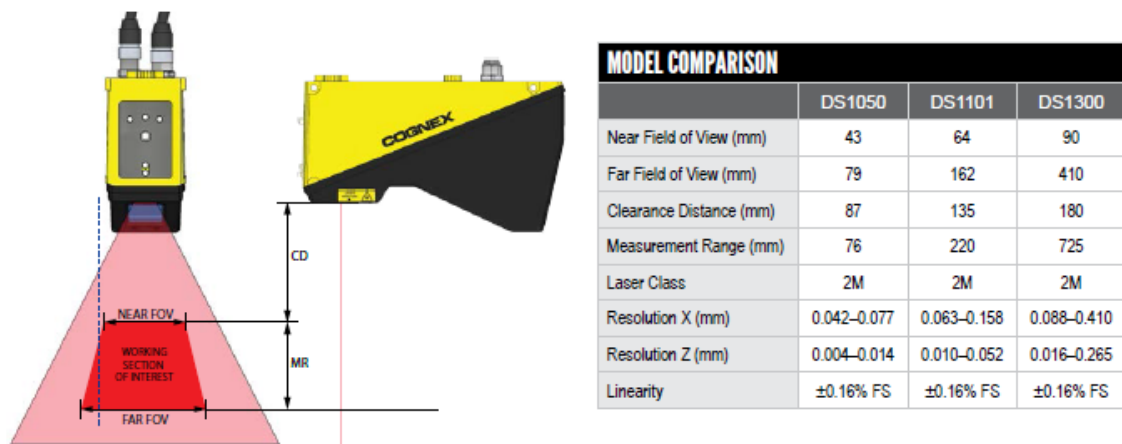 COGNEX
CD
NEAR FOV
WORKING
SECTION
OF INTEREST
MR
FAR FOV
MODEL COMPARISON
DS1050 DS1101 DS1300
Near Field of View (mm) 43 64 90
Far Field of View (mm) 79 162 410
Clearance Distance (mm) 87 135 180
Measurement Range (mm) 76 220 725
Laser Class 2M 2M 2M
Resolution X (mm) 0.042–0.077 0.063–0.158 0.088–0.410
Resolution Z (mm) 0.004–0.014 0.010–0.052 0.016–0.265
Linearity ±0.16% FS ±0.16% FS ±0.16% FS